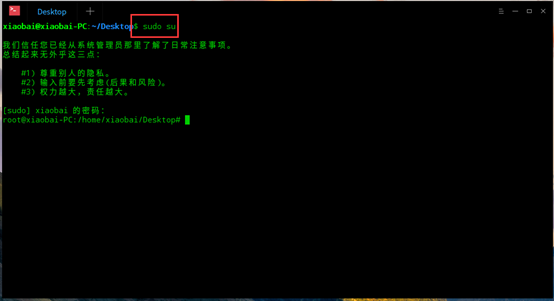 Desktop
xiaobai@xiaobai-PC:~/Desktop$ sudo su
我们信任您已经从系统管理员那里了解了日常注意事项。
总结起来无外乎这三点：
#1) 尊重别人的隐私。
#2) 输入前要先考虑(后果和风险)。
#3) 权力越大，责任越大。
[sudo] xiaobai 的密码：
root@xiaobai-PC:/home/xiaobai/Desktop#